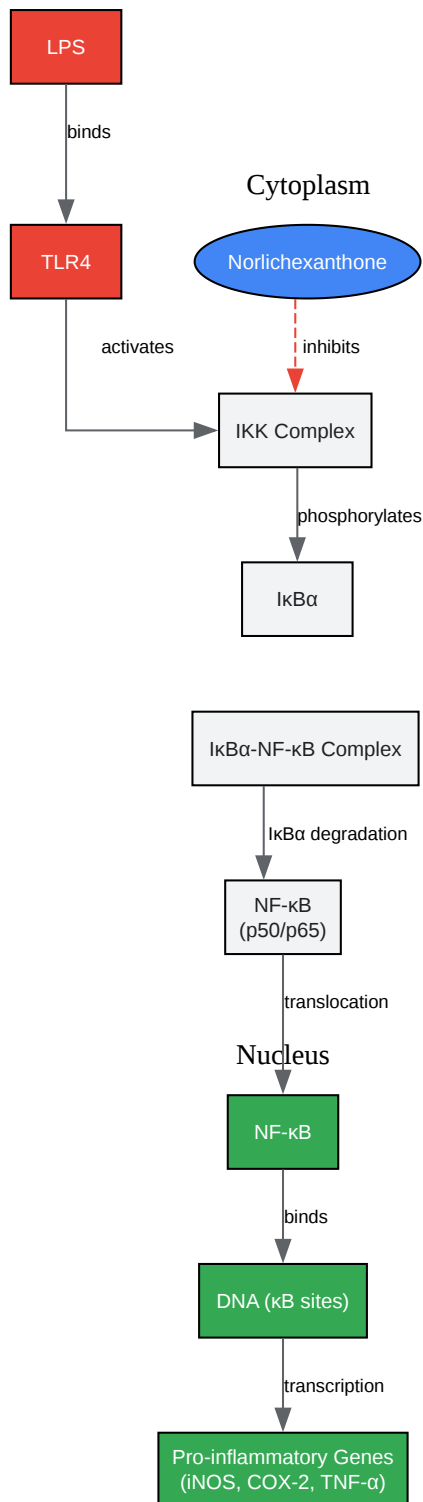 LPS
binds
Cytoplasm
TLR4
Norlichexanthone
activates
inhibits
IKK Complex
phosphorylates
IκBα
IκBα-NF-κB Complex
IκBα degradation
NF-κB
(p50/p65)
translocation
Nucleus
NF-κB
binds
DNA (κB sites)
transcription
Pro-inflammatory Genes
(iNOS, COX-2, TNF-α)